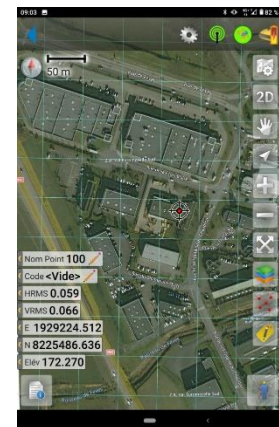 09:03
82 %
50 m
2D
Nom Point 100
Code <Vide>
HRMS 0.059
VRMS 0.066
E 1929224.512
N 8225486.636
Elév 172.270